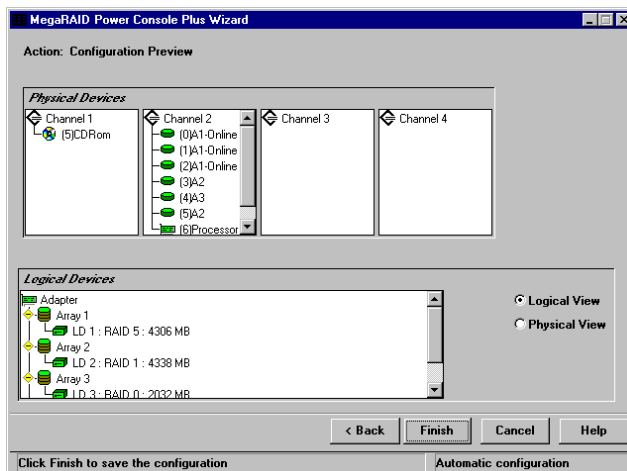 MegaRAID Power Console Plus Wizard
Action: Configuration Preview
Physical Devices
Channel 1
(5)CDRom
Channel 2
(0)A1-Online
(1)A1-Online
(2)A1-Online
(3)A2
(4)A3
(5)A2
(6)Processor
Channel 3
Channel 4
Logical Devices
Adapter
Array 1
LD 1 : RAID 5 : 4306 MB
Array 2
LD 2 : RAID 1 : 4338 MB
Array 3
LD 3 : RAID 0 : 2032 MB
Logical View
Physical View
< Back
Finish
Cancel
Help
Click Finish to save the configuration
Automatic configuration